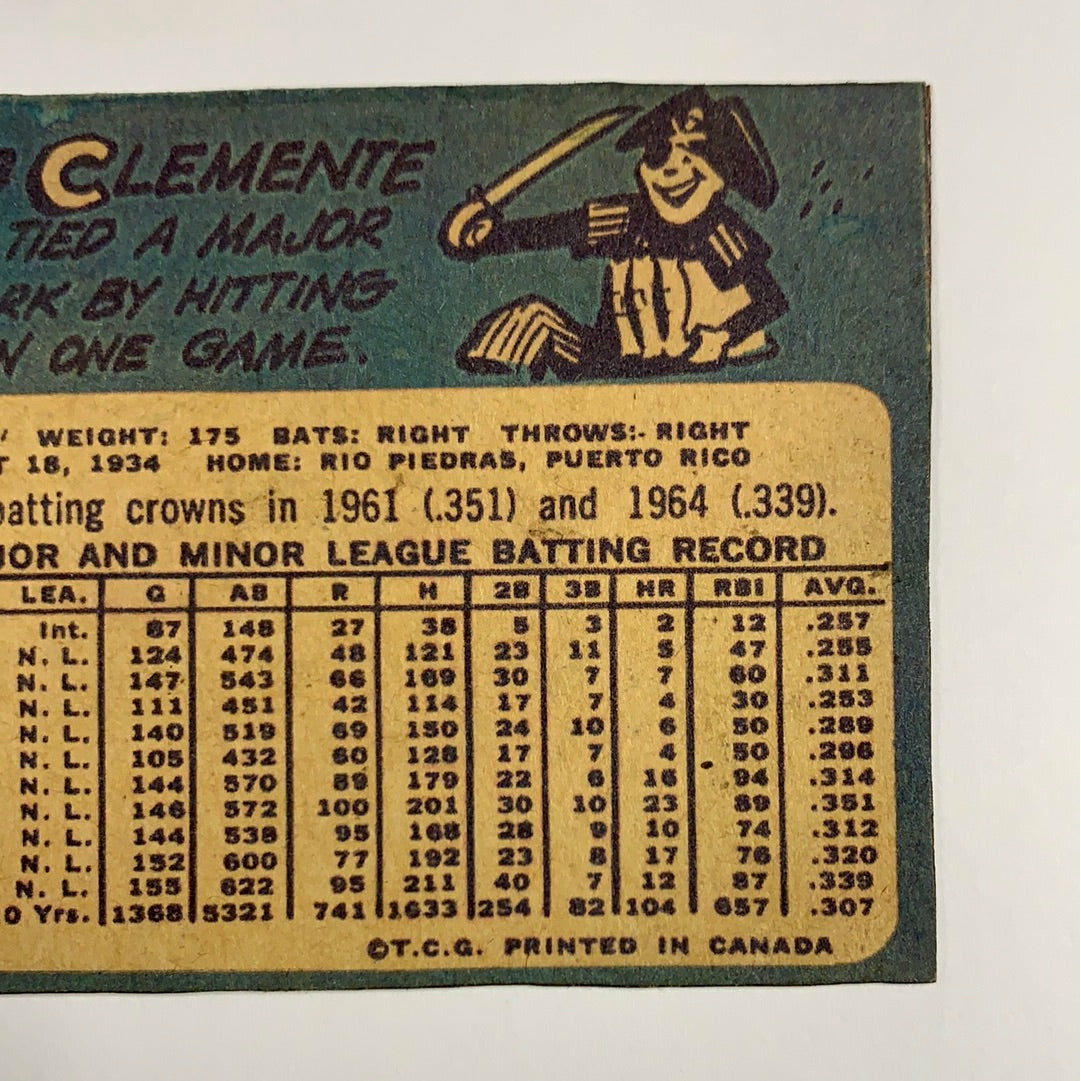 CLEMENTE
TIED A MAJOR
RK BY HITTING
N ONE GAME.
WEIGHT: 175 BATS: RIGHT THROWS:- RIGHT
T 18, 1934 HOME: RIO PIEDRAS, PUERTO RICO
batting crowns in 1961 (.351) and 1964 (.339).
JOR AND MINOR LEAGUE BATTING RECORD
LEA. G AB R H 2B 3B HR RBI AVG.
Int. 87 148 27 38 5 3 2 12 .257
N. L. 124 474 48 121 23 11 5 47 .255
N. L. 147 543 66 169 30 7 7 60 .311
N. L. 111 451 42 114 17 7 4 30 .253
N. L. 140 519 69 150 24 10 6 50 .289
N. L. 105 432 60 128 17 7 4 50 .296
N. L. 144 570 89 179 22 6 16 94 .314
N. L. 146 572 100 201 30 10 23 89 .351
N. L. 144 538 95 168 28 9 10 74 .312
N. L. 152 600 77 192 23 8 17 76 .320
N. L. 155 622 95 211 40 7 12 87 .339
0 Yrs. 1368 5321 741 1633 254 82 104 657 .307
©T.C.G. PRINTED IN CANADA